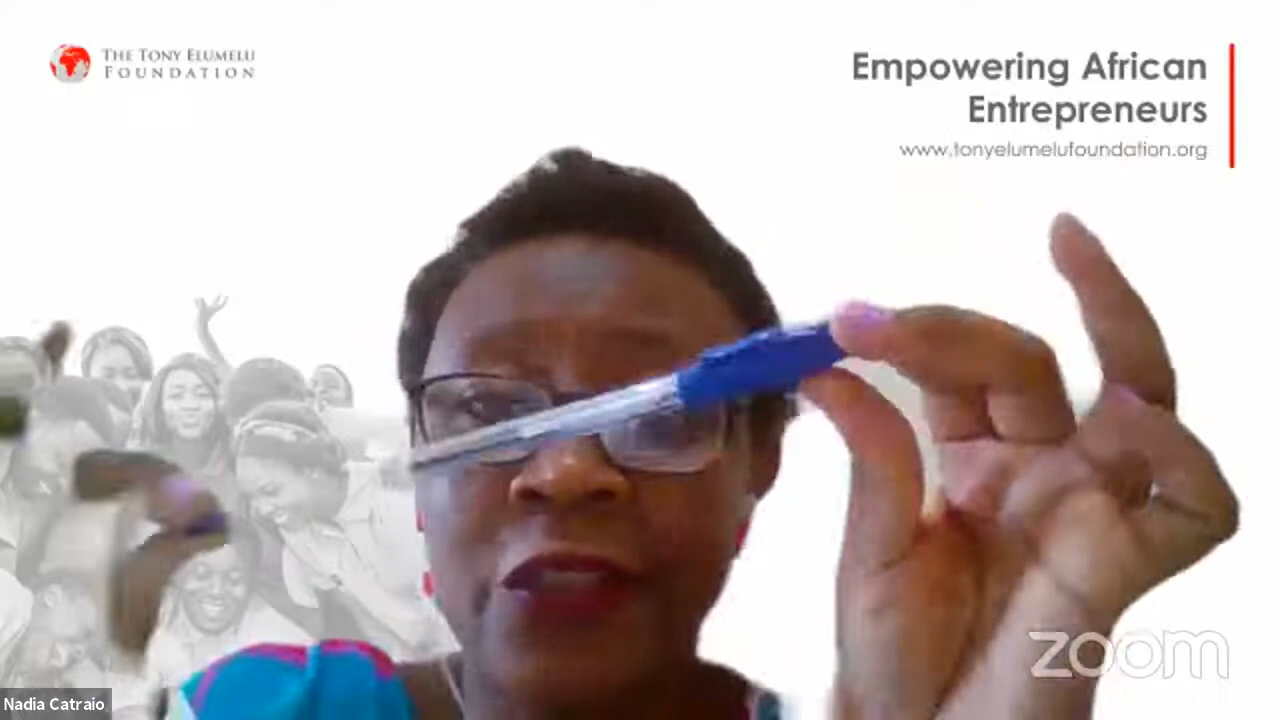 THE TONY ELUMELU
FOUNDATION
Empowering African
Entrepreneurs
www.tonyelumelufoundation.org
zoom
Nadia Catraio